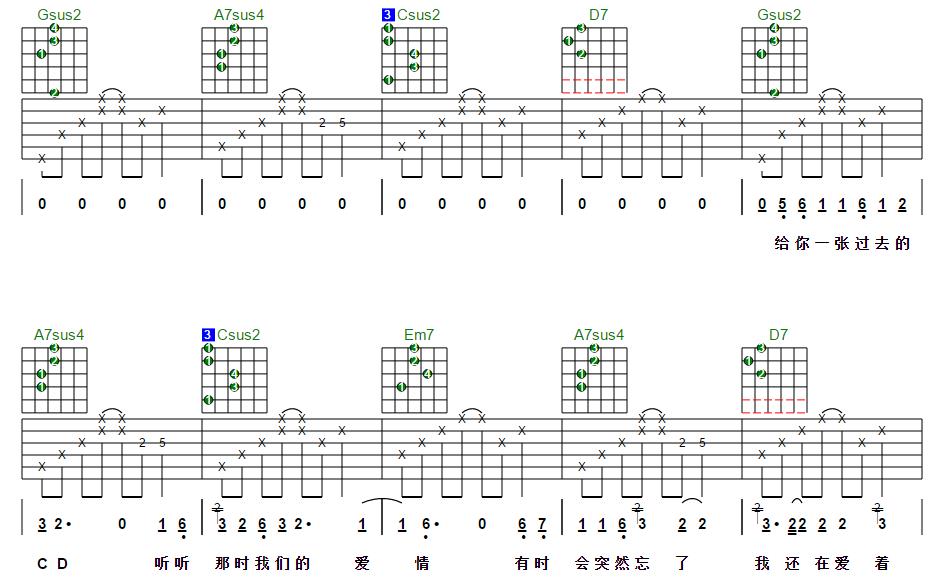 Gsus2 A7sus4 3 Csus2 D7 Gsus2
2 5
0 0 0 0 0 0 0 0 0 0 0 0 0 0 0 0 0 5 6 1 1 6 1 2
给你一张过去的
A7sus4 3 Csus2 Em7 A7sus4 D7
2 5 2 5
3 2· 0 1 6 2 3 2 6 3 2· 1 1 6· 0 6 7 1 1 6 2 3 2 2 2 3· 2 2 2 2 2 3
CD 听听 那时我们的 爱 情 有时 会突然忘 了 我 还 在 爱 着